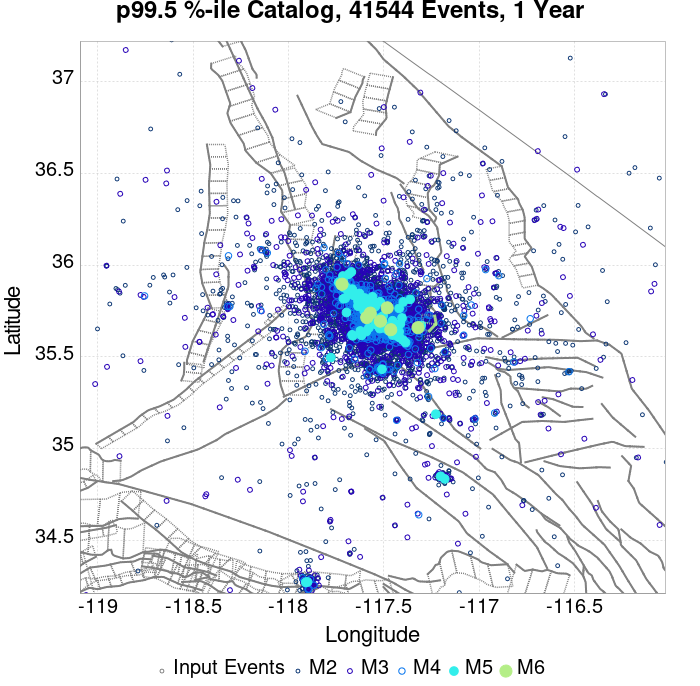 p99.5 %-ile Catalog, 41544 Events, 1 Year
37
36.5
36
35.5
35
34.5
Latitude
-119 -118.5 -118 -117.5 -117 -116.5
Longitude
Input Events M2 M3 M4 M5 M6